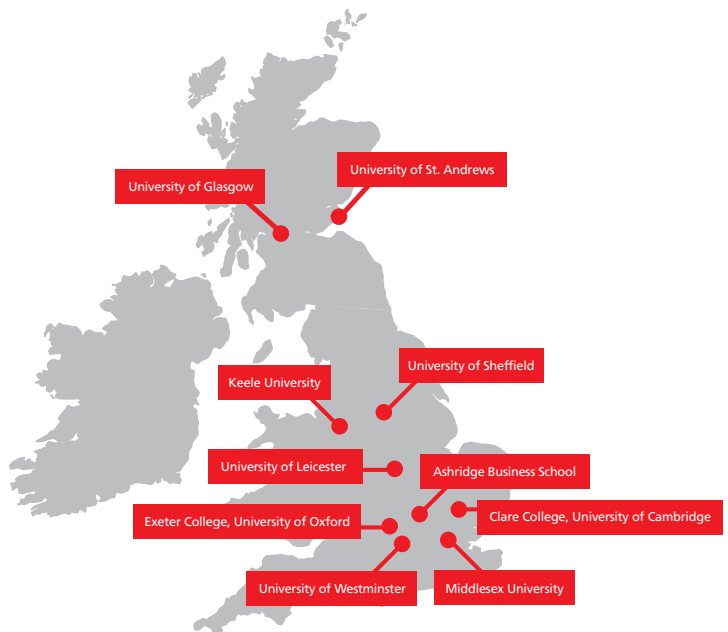 University of St. Andrews
University of Glasgow
University of Sheffield
Keele University
University of Leicester
Ashridge Business School
Exeter College, University of Oxford
Clare College, University of Cambridge
University of Westminster
Middlesex University